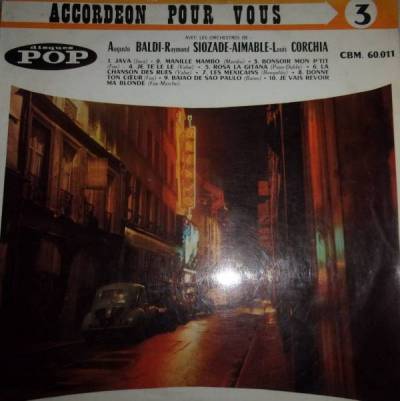 ACCORDEON POUR VOUS 3
AVEC LES ORCHESTRES DE :
disques
POP
Auguste BALDI-Raymond SIOZADE-AIMABLE-Louis CORCHIA
CBM. 60.011
1. JAVA (Java) • 2. MANILLE MAMBO (Mambo) • 3. BONSOIR MON P'TIT
(Fox) • 4. JE TE LE LE (Valse) • 5. ROSA LA GITANA (Paso-Doble) • 6. LA
CHANSON DES RUES (Valse) • 7. LES MEXICAINS • 8. DONNE
TON CŒUR (Fox) • 9. BAIAO DE SAO PAULO (Baiao) • 10. JE VAIS REVOIR
MA BLONDE (Fox-Marche)